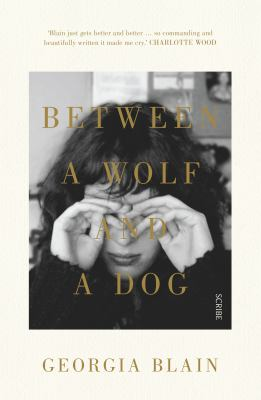 'Blain just gets better and better ... so commanding and
beautifully written it made me cry.' CHARLOTTE WOOD
BETWEEN
A WOLF
AND
A DOG
SCRIBE
GEORGIA BLAIN